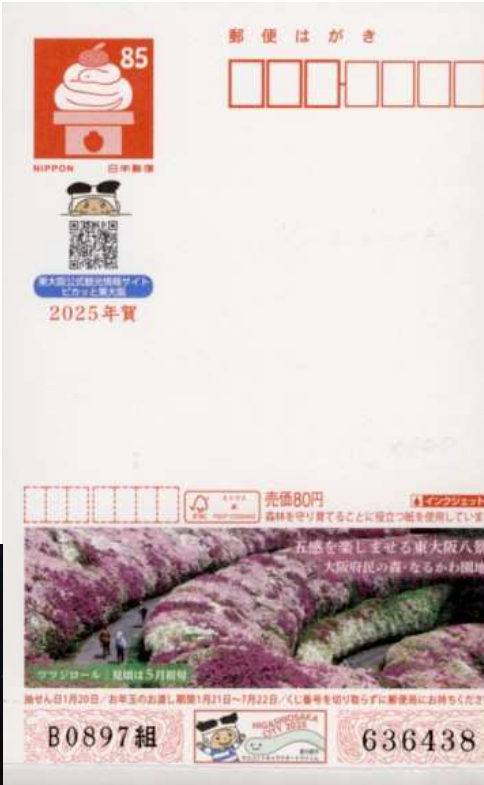 郵便はがき
85
NIPPON 日本郵便
東大阪公式観光情報サイト
ピカッと東大阪
2025年賀
売価80円
インクジェット
森林を守り育てることに役立つ紙を使用していま
五感を楽しませる東大阪八景
大阪府民の森・なるかわ園地
ツツジロール｜見頃は5月初旬
抽せん日1月20日/お年玉のお渡し期間1月21日~7月22日/くじ番号を切り取らずに郵便局にお持ちくださ
B0897組
HIGASHIOSAKA
CITY 2025
636438